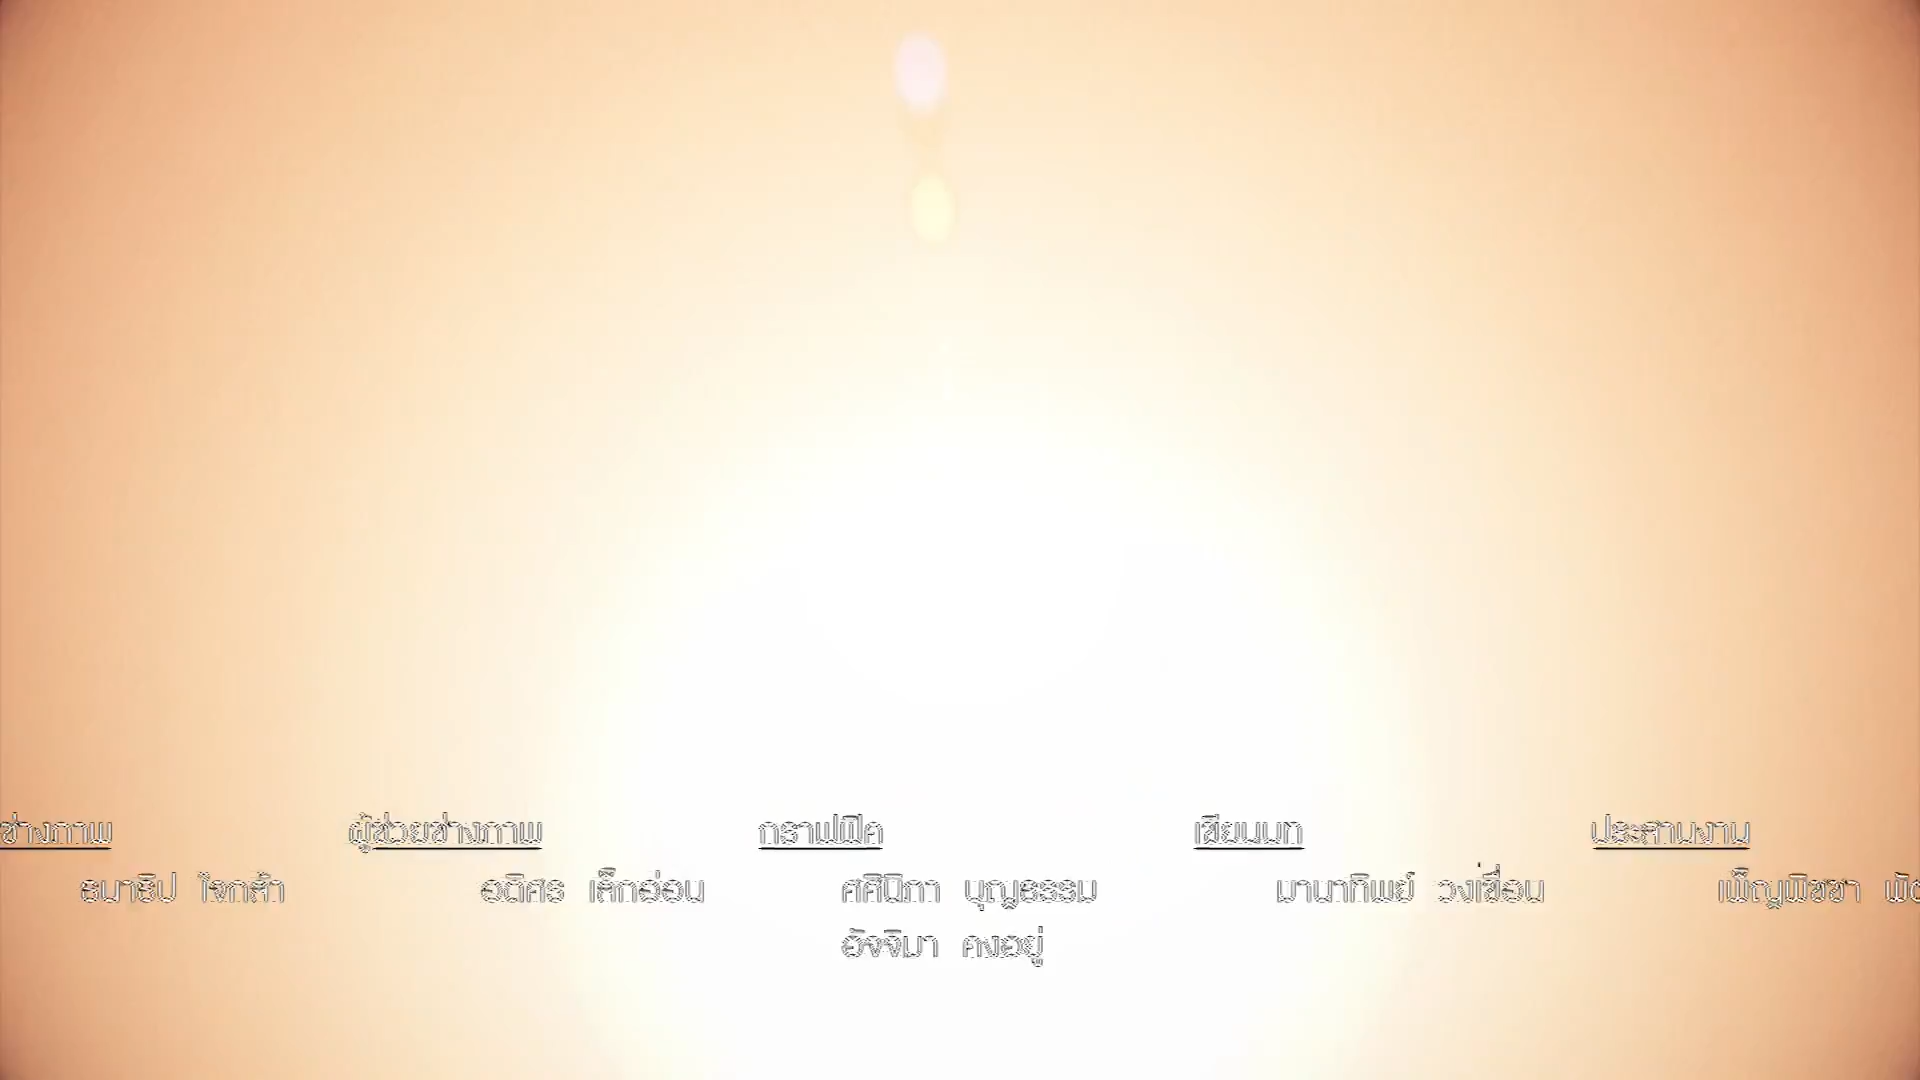 ช่างภาพ ผู้ช่วยช่างภาพ กราฟฟิค เขียนบท ประสานงาน
ธนาธิป ใจกล้า อดิศร เล็กอ่อน ศศินิภา บุญธรรม มานาทิพย์ วงเขื่อน เพ็ญพิชชา
อัจจิมา คงอยู่